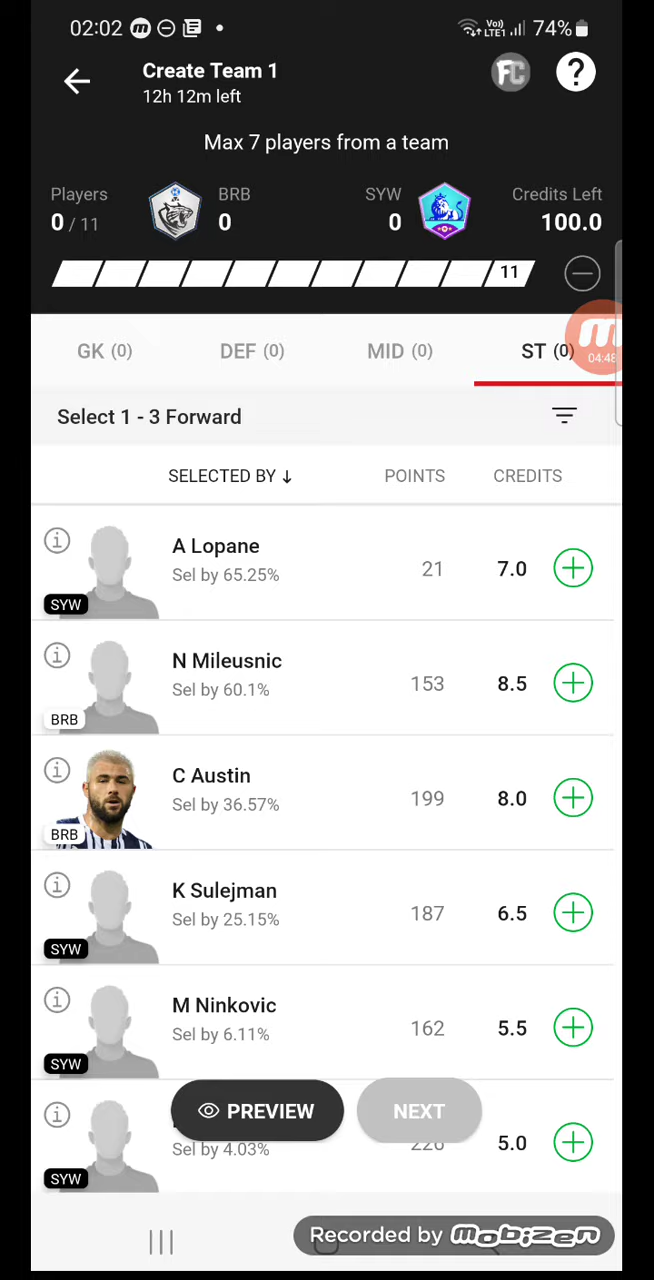 02:02
Vo)) LTE1 74%
Create Team 1
12h 12m left
FC ?
Max 7 players from a team
Players BRB SYW Credits Left
0 / 11 0 0 100.0
11
GK (0) DEF (0) MID (0) ST (0)
04:48
Select 1 - 3 Forward
SELECTED BY ↓ POINTS CREDITS
A Lopane
Sel by 65.25% 21 7.0
SYW
N Mileusnic
Sel by 60.1% 153 8.5
BRB
C Austin
Sel by 36.57% 199 8.0
BRB
K Sulejman
Sel by 25.15% 187 6.5
SYW
M Ninkovic
Sel by 6.11% 162 5.5
SYW
PREVIEW NEXT
Sel by 4.03% 5.0
SYW
Recorded by mobizen